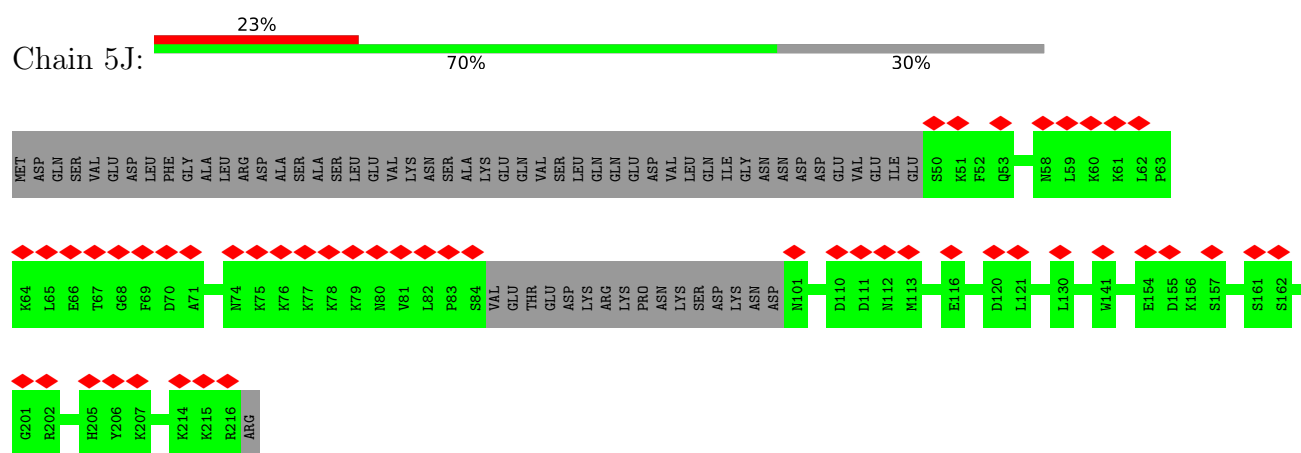 23%
Chain 5J:
70% 30%
MET ASP GLN SER VAL GLU ASP LEU PHE GLY ALA LEU ARG ASP ALA SER ALA SER LEU GLU VAL LYS ASN SER ALA LYS GLU GLN VAL SER LEU GLN GLN GLU ASP VAL LEU GLN ILE GLY ASN ASN ASP ASP GLU VAL GLU ILE GLU S50 K51 F52 Q53 N58 L59 K60 K61 L62 P63
K64 L65 E66 T67 G68 F69 D70 A71 N74 K75 K76 K77 K78 K79 N80 V81 L82 P83 S84 VAL GLU THR GLU ASP LYS ARG LYS PRO ASN LYS SER ASP LYS ASN ASP N101 D110 D111 N112 M113 E116 D120 L121 L130 W141 E154 D155 K156 S157 S161 S162
G201 R202 H205 Y206 K207 K214 K215 R216 ARG